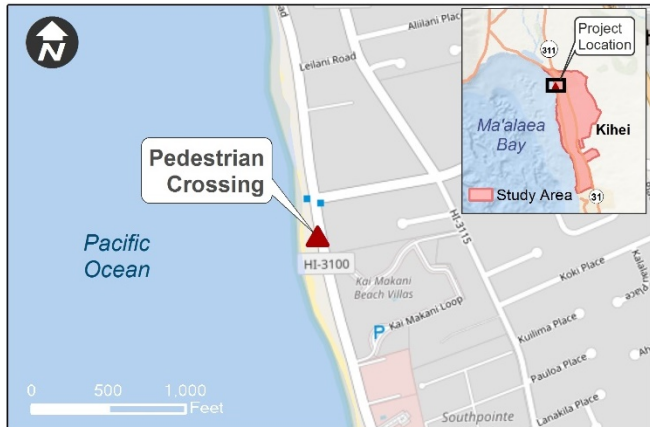 N
Aliilani Place
Leilani Road
Pedestrian
Crossing
HI-3100
HI-3115
Pacific
Ocean
Kai Makani
Beach Villas
Kai Makani Loop
P
Koki Place
Kuilima Place
Pauloa Place
Lanakila Place
Southpointe
0 500 1,000
Feet
Project
Location
311
Ma'alaea
Bay
Kihei
Study Area
31